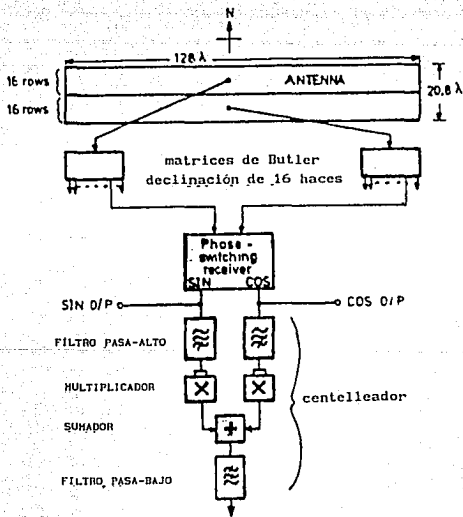 N
128 λ
16 rows
ANTENNA
20,8 λ
16 rows
matrices de Butler
declinación de 16 haces
Phase-
switching
receiver
SIN COS
SIN O/P
COS O/P
FÍLTRO PASA-ALTO
MULTIPLICADOR
×
×
centelleador
SUMADOR
+
FILTRO PASA-BAJO